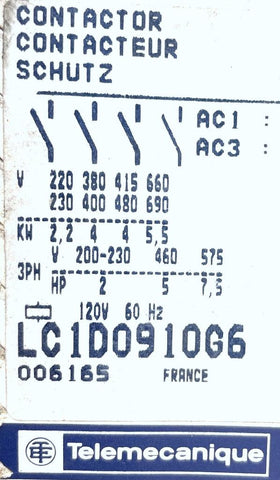 CONTACTOR
CONTACTEUR
SCHUTZ
AC1 :
AC3 :
V 220 380 415 660
230 400 480 690
KW 2,2 4 4 5,5
V 200-230 460 575
3PH
HP 2 5 7,5
120V 60 Hz
LC1D0910G6
006165 FRANCE
TE Telemecanique